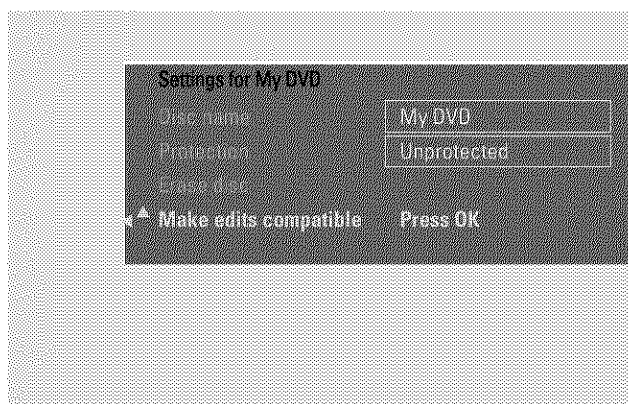 Settings for My DVD
Disc name My DVD
Protection Unprotected
Erase disc
Make edits compatible Press OK